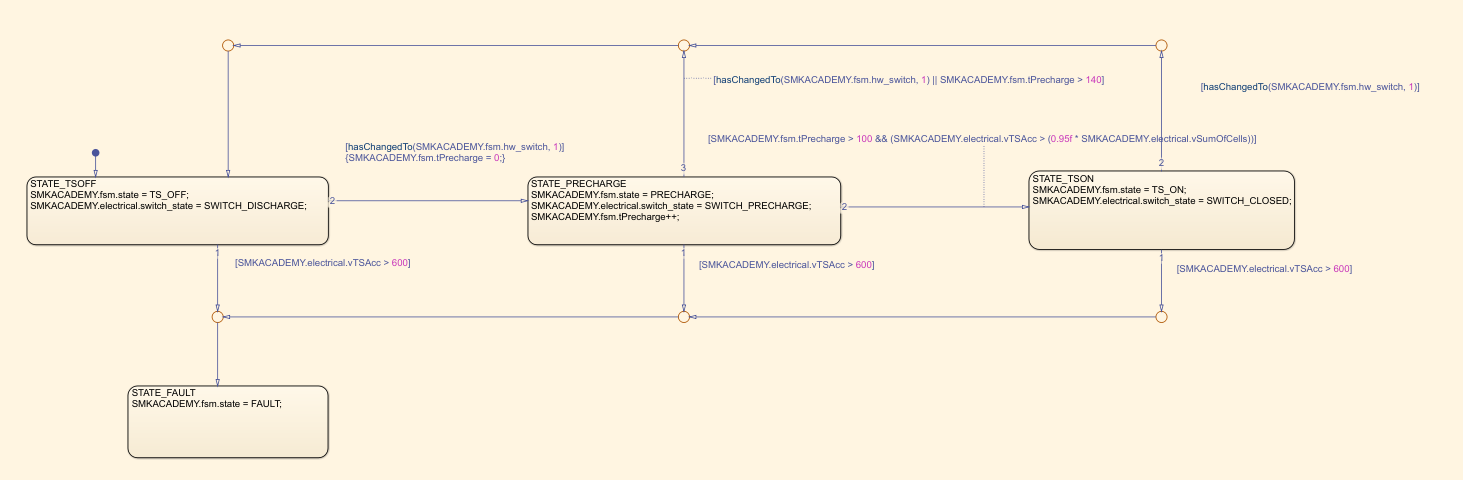 [hasChangedTo(SMKACADEMY.fsm.hw_switch, 1) || SMKACADEMY.fsm.tPrecharge > 140]
[hasChangedTo(SMKACADEMY.fsm.hw_switch, 1)]
[SMKACADEMY.fsm.tPrecharge > 100 && (SMKACADEMY.electrical.vTSAcc > (0.95f * SMKACADEMY.electrical.vSumOfCells))]
[hasChangedTo(SMKACADEMY.fsm.hw_switch, 1)]
{SMKACADEMY.fsm.tPrecharge = 0;}
3
2
STATE_TSOFF
SMKACADEMY.fsm.state = TS_OFF;
SMKACADEMY.electrical.switch_state = SWITCH_DISCHARGE;
2
STATE_PRECHARGE
SMKACADEMY.fsm.state = PRECHARGE;
SMKACADEMY.electrical.switch_state = SWITCH_PRECHARGE;
SMKACADEMY.fsm.tPrecharge++;
2
STATE_TSON
SMKACADEMY.fsm.state = TS_ON;
SMKACADEMY.electrical.switch_state = SWITCH_CLOSED;
1
[SMKACADEMY.electrical.vTSAcc > 600]
1
[SMKACADEMY.electrical.vTSAcc > 600]
1
[SMKACADEMY.electrical.vTSAcc > 600]
STATE_FAULT
SMKACADEMY.fsm.state = FAULT;